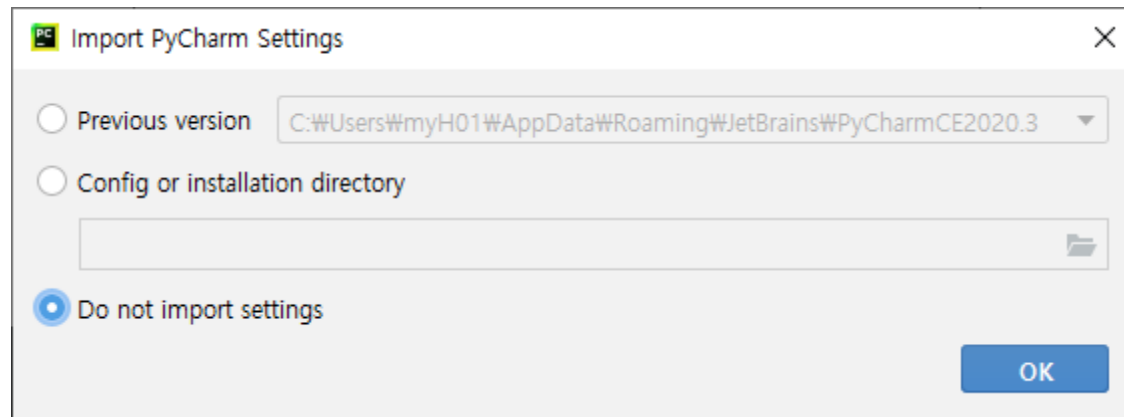 PC
Import PyCharm Settings
Previous version C:₩Users₩myH01₩AppData₩Roaming₩JetBrains₩PyCharmCE2020.3
Config or installation directory
Do not import settings
OK